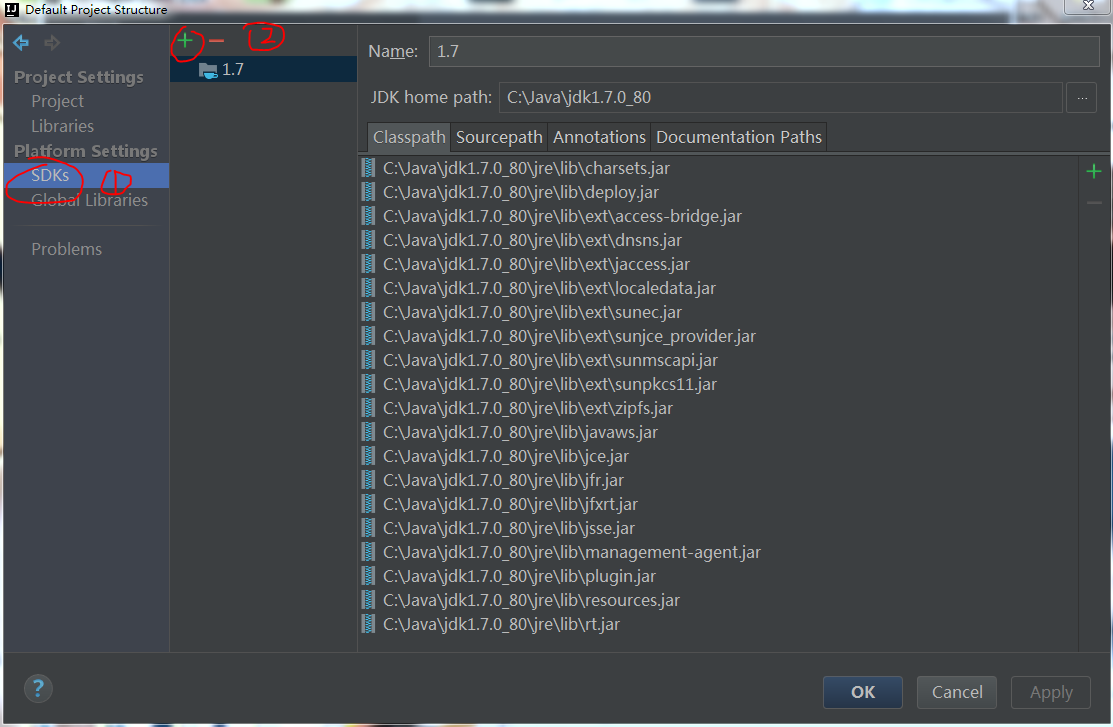 Default Project Structure
Project Settings
Project
Libraries
Platform Settings
SDKs
①
Global Libraries
Problems
②
1.7
Name: 1.7
JDK home path: C:\Java\jdk1.7.0_80 ...
Classpath Sourcepath Annotations Documentation Paths
C:\Java\jdk1.7.0_80\jre\lib\charsets.jar
C:\Java\jdk1.7.0_80\jre\lib\deploy.jar
C:\Java\jdk1.7.0_80\jre\lib\ext\access-bridge.jar
C:\Java\jdk1.7.0_80\jre\lib\ext\dnsns.jar
C:\Java\jdk1.7.0_80\jre\lib\ext\jaccess.jar
C:\Java\jdk1.7.0_80\jre\lib\ext\localedata.jar
C:\Java\jdk1.7.0_80\jre\lib\ext\sunec.jar
C:\Java\jdk1.7.0_80\jre\lib\ext\sunjce_provider.jar
C:\Java\jdk1.7.0_80\jre\lib\ext\sunmscapi.jar
C:\Java\jdk1.7.0_80\jre\lib\ext\sunpkcs11.jar
C:\Java\jdk1.7.0_80\jre\lib\ext\zipfs.jar
C:\Java\jdk1.7.0_80\jre\lib\javaws.jar
C:\Java\jdk1.7.0_80\jre\lib\jce.jar
C:\Java\jdk1.7.0_80\jre\lib\jfr.jar
C:\Java\jdk1.7.0_80\jre\lib\jfxrt.jar
C:\Java\jdk1.7.0_80\jre\lib\jsse.jar
C:\Java\jdk1.7.0_80\jre\lib\management-agent.jar
C:\Java\jdk1.7.0_80\jre\lib\plugin.jar
C:\Java\jdk1.7.0_80\jre\lib\resources.jar
C:\Java\jdk1.7.0_80\jre\lib\rt.jar
? OK Cancel Apply